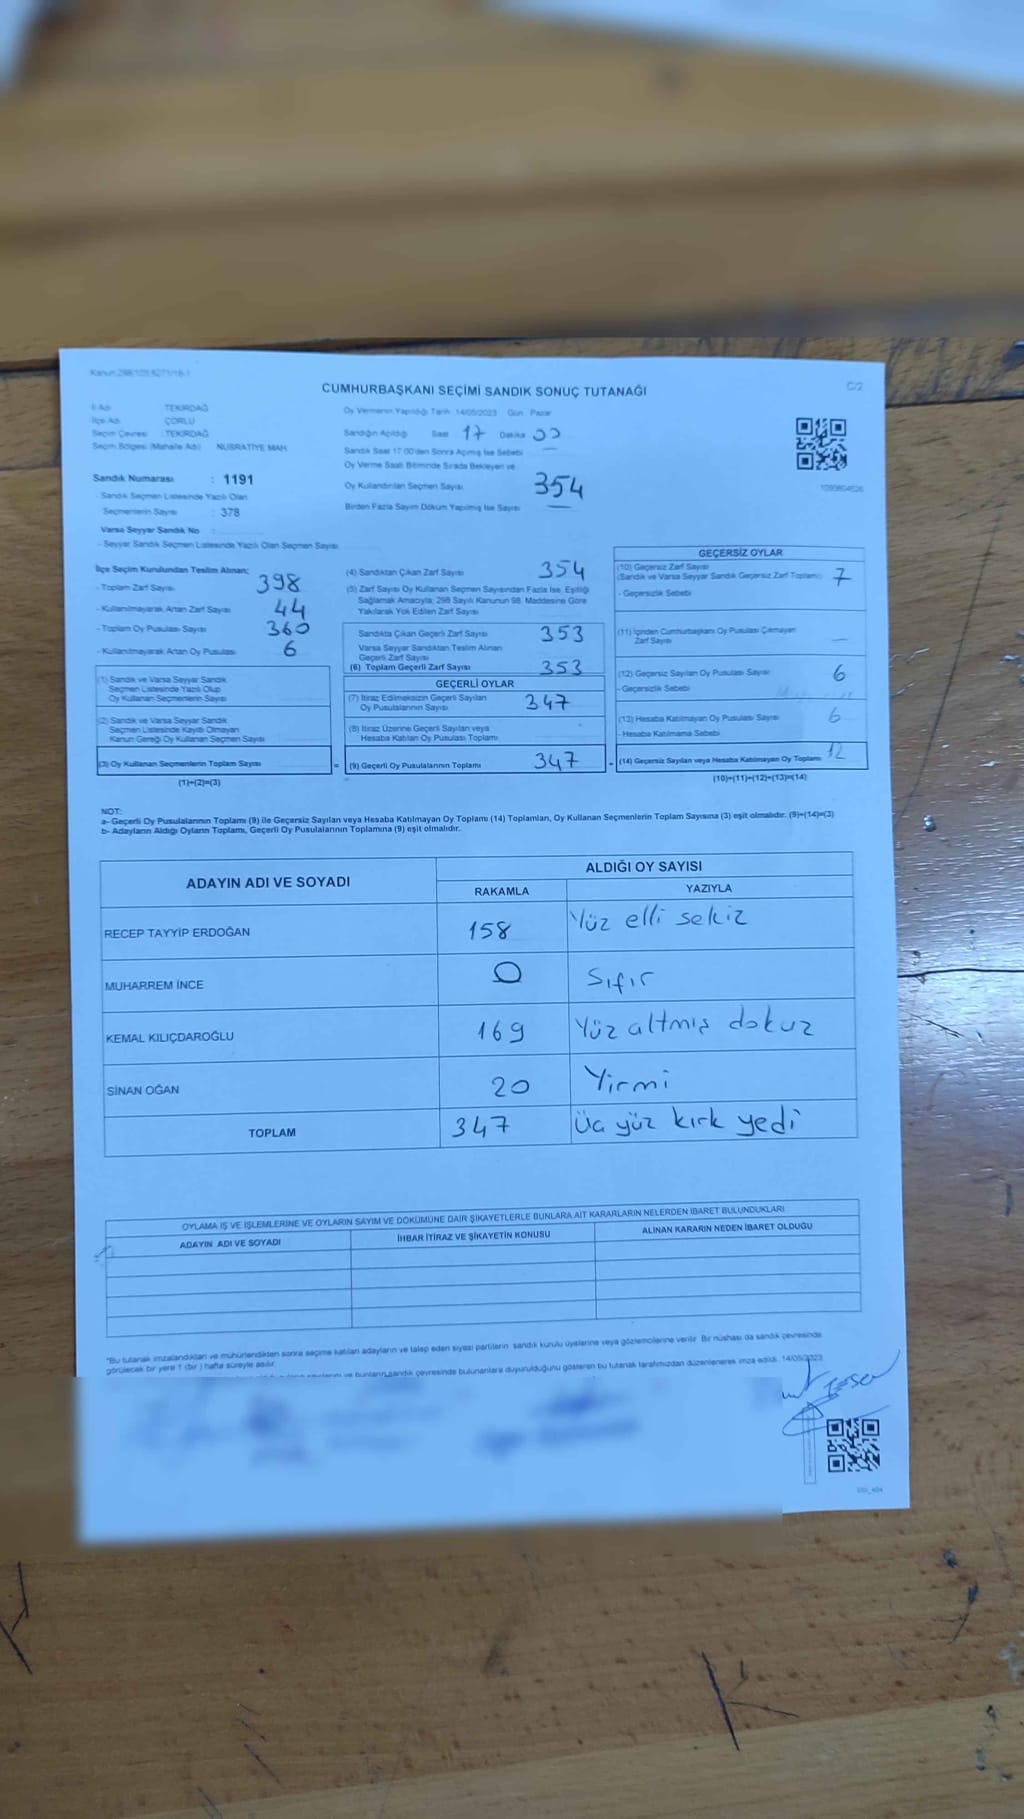 C/2
CUMHURBAŞKANI SEÇİMİ SANDIK SONUÇ TUTANAĞI
İl Adı TEKİRDAĞ
İlçe Adı ÇORLU
Seçim Çevresi : TEKİRDAĞ
Seçim Bölgesi (Mahalle Adı) NUSRATİYE MAH
Sandık Numarası : 1191
- Sandık Seçmen Listesinde Yazılı Olan
Seçmenlerin Sayısı : 378
Varsa Seyyar Sandık No :
- Seyyar Sandık Seçmen Listesinde Yazılı Olan Seçmen Sayısı
Oy Vermenin Yapıldığı Tarih 14/05/2023 Gün Pazar
Sandığın Açıldığı Saat 17 Dakika
Sandık Saat 17.00'den Sonra Açımış İse Sebebi
Oy Verme Saati Bitiminde Sırada Bekleyen ve
Oy Kullandırılan Seçmen Sayısı 354
Birden Fazla Sayım Döküm Yapılmış İse Sayısı —
İlçe Seçim Kurulundan Teslim Alınan;
- Toplam Zarf Sayısı 398
- Kullanılmayarak Artan Zarf Sayısı 44
- Toplam Oy Pusulası Sayısı 360
- Kullanılmayarak Artan Oy Pusulası 6
(1) Sandık ve Varsa Seyyar Sandık
Seçmen Listesinde Yazılı Olup
Oy Kullanan Seçmen Sayısı
(2) Sandık ve Varsa Seyyar Sandık
Seçmen Listesinde Kayıtlı Olmayan
Kanun Gereği Oy Kullanan Seçmen Sayısı
(3) Oy Kullanan Seçmenlerin Toplam Sayısı
(1)+(2)=(3)
(4) Sandıktan Çıkan Zarf Sayısı 354
(5) Zarf Sayısı Oy Kullanan Seçmen Sayısından Fazla İse, Eşitliği
Sağlamak Amacıyla; 298 Sayılı Kanunun 98. Maddesine Göre
Yakılarak Yok Edilen Zarf Sayısı
Sandıkta Çıkan Geçerli Zarf Sayısı 353
Varsa Seyyar Sandıktan Teslim Alınan
Geçerli Zarf Sayısı
(6) Toplam Geçerli Zarf Sayısı 353
GEÇERLİ OYLAR
(7) İtiraz Edilmeksizin Geçerli Sayılan
Oy Pusulalarının Sayısı 347
(8) İtiraz Üzerine Geçerli Sayılan veya
Hesaba Katılan Oy Pusulası Toplamı
(9) Geçerli Oy Pusulalarının Toplamı 347
GEÇERSİZ OYLAR
(10) Geçersiz Zarf Sayısı
(Sandık ve Varsa Seyyar Sandık Geçersiz Zarf Toplamı) 7
- Geçersizlik Sebebi
(11) İçinden Cumhurbaşkanı Oy Pusulası Çıkmayan
Zarf Sayısı —
(12) Geçersiz Sayılan Oy Pusulası Sayısı 6
- Geçersizlik Sebebi
(13) Hesaba Katılmayan Oy Pusulası Sayısı 6
- Hesaba Katılmama Sebebi
(14) Geçersiz Sayılan veya Hesaba Katılmayan Oy Toplamı 12
(10)+(11)+(12)+(13)=(14)
NOT:
a- Geçerli Oy Pusulalarının Toplamı (9) ile Geçersiz Sayılan veya Hesaba Katılmayan Oy Toplamı (14) Toplamları, Oy Kullanan Seçmenlerin Toplam Sayısına (3) eşit olmalıdır. (9)+(14)=(3)
b- Adayların Aldığı Oyların Toplamı, Geçerli Oy Pusulalarının Toplamına (9) eşit olmalıdır.
ADAYIN ADI VE SOYADI ALDIĞI OY SAYISI
RAKAMLA YAZIYLA
RECEP TAYYİP ERDOĞAN 158 Yüz elli sekiz
MUHARREM İNCE 0 Sıfır
KEMAL KILIÇDAROĞLU 169 Yüz altmış dokuz
SİNAN OĞAN 20 Yirmi
TOPLAM 347 Üç yüz kırk yedi
OYLAMA İŞ VE İŞLEMLERİNE VE OYLARIN SAYIM VE DÖKÜMÜNE DAİR ŞİKAYETLERLE BUNLARA AİT KARARLARIN NELERDEN İBARET BULUNDUKLARI
ADAYIN ADI VE SOYADI İHBAR İTİRAZ VE ŞİKAYETİN KONUSU ALINAN KARARIN NEDEN İBARET OLDUĞU
"Bu tutanak imzalandıktan ve mühürlendikten sonra seçime katılan adayların ve talep eden siyasi partilerin sandık kurulu üyelerine veya gözlemcilerine verilir. Bir nüshası da sandık çevresinde
görülecek bir yere 1 (bir) hafta süreyle asılır.
sandık çevresinde bulunanlara duyurulduğunu gösteren bu tutanak tarafımızdan düzenlenerek imza edildi. 14/05/2023